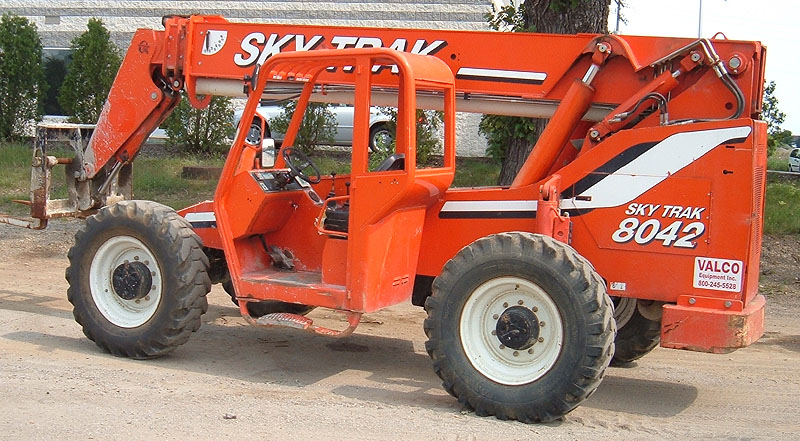 SKY TRAK
SKY TRAK
8042
VALCO
Equipment Inc.
800-245-5528